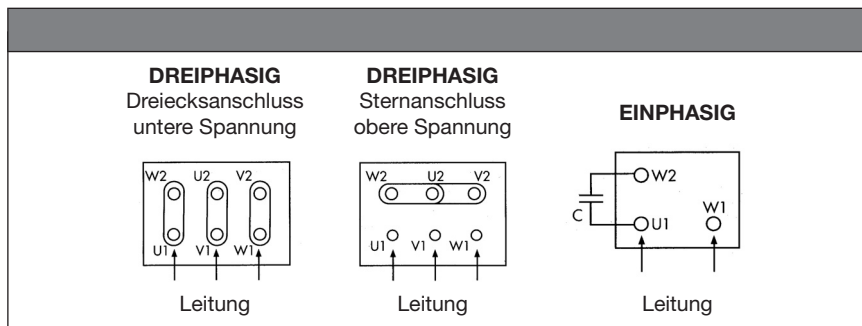 DREIPHASIG
Dreiecksanschluss
untere Spannung
W2 U2 V2
U1 V1 W1
Leitung
DREIPHASIG
Sternanschluss
obere Spannung
W2 U2 V2
U1 V1 W1
Leitung
EINPHASIG
W2
C
U1 W1
Leitung